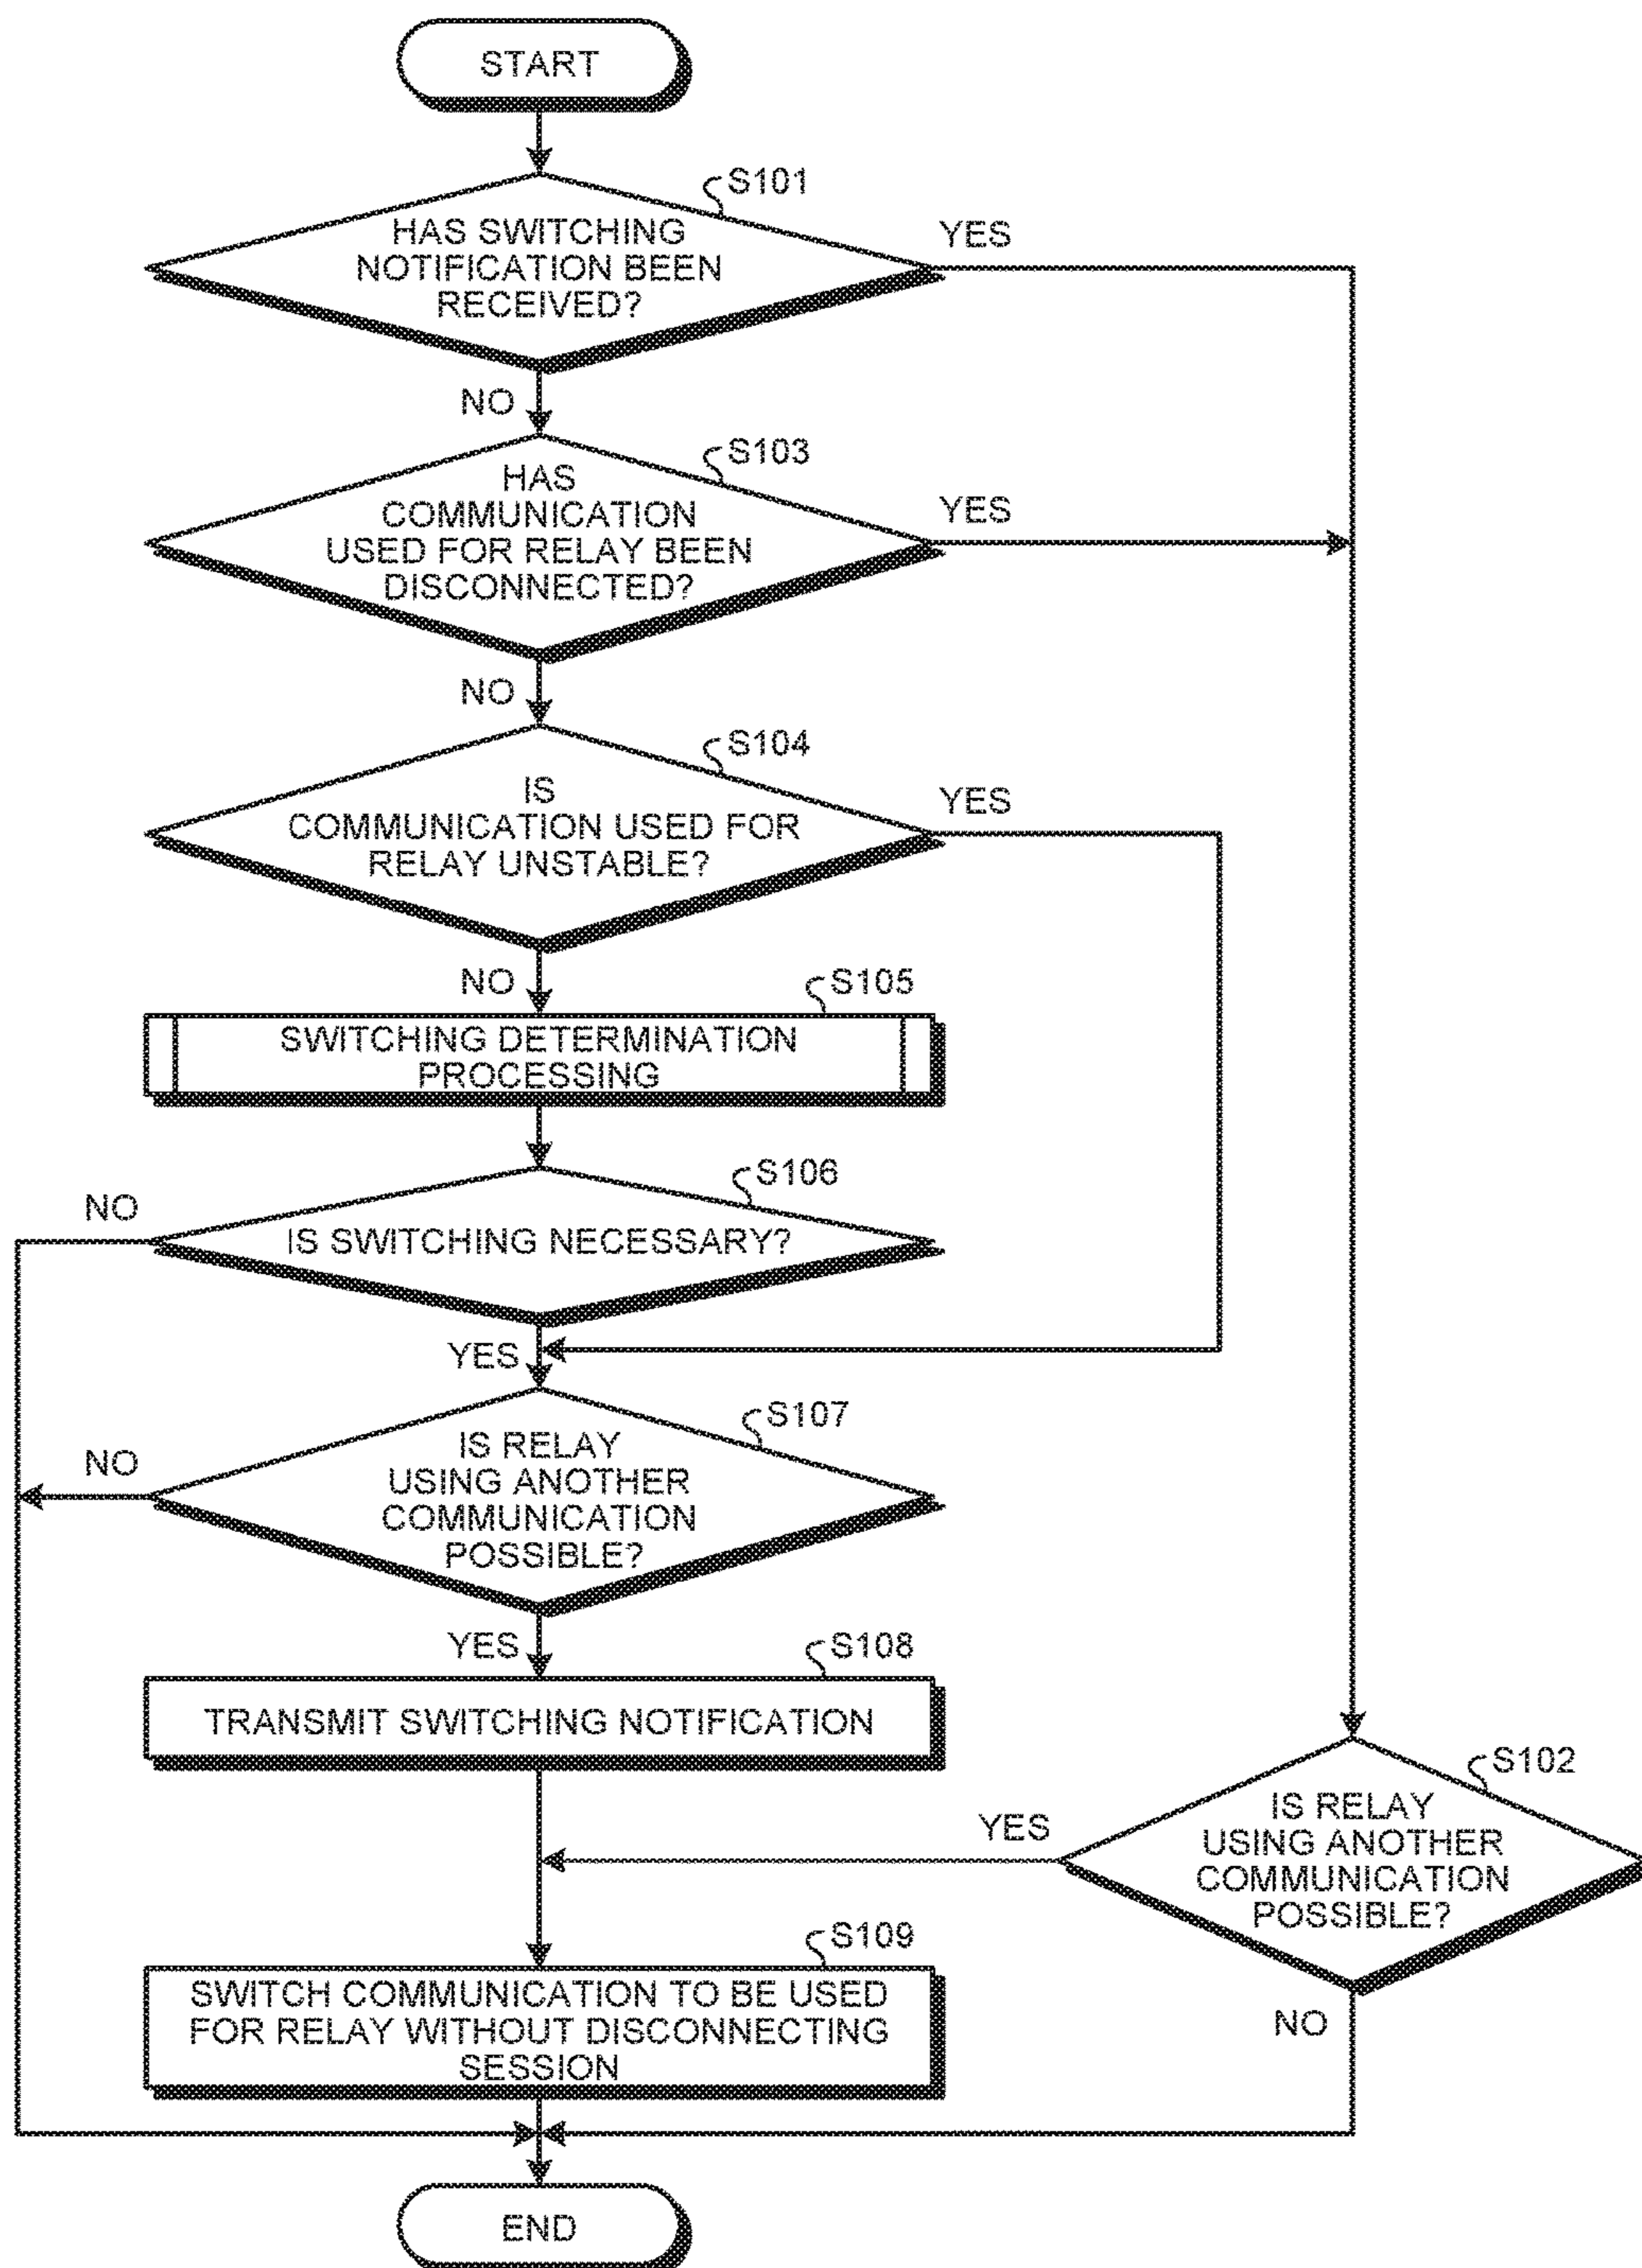 START
S101
HAS SWITCHING
NOTIFICATION BEEN
RECEIVED?
YES
NO
S103
HAS
COMMUNICATION
USED FOR RELAY BEEN
DISCONNECTED?
YES
NO
S104
IS
COMMUNICATION USED FOR
RELAY UNSTABLE?
YES
NO
S105
SWITCHING DETERMINATION
PROCESSING
S106
NO
IS SWITCHING NECESSARY?
YES
S107
NO
IS RELAY
USING ANOTHER
COMMUNICATION
POSSIBLE?
YES
S108
TRANSMIT SWITCHING NOTIFICATION
S102
YES
IS RELAY
USING ANOTHER
COMMUNICATION
POSSIBLE?
NO
S109
SWITCH COMMUNICATION TO BE USED
FOR RELAY WITHOUT DISCONNECTING
SESSION
END